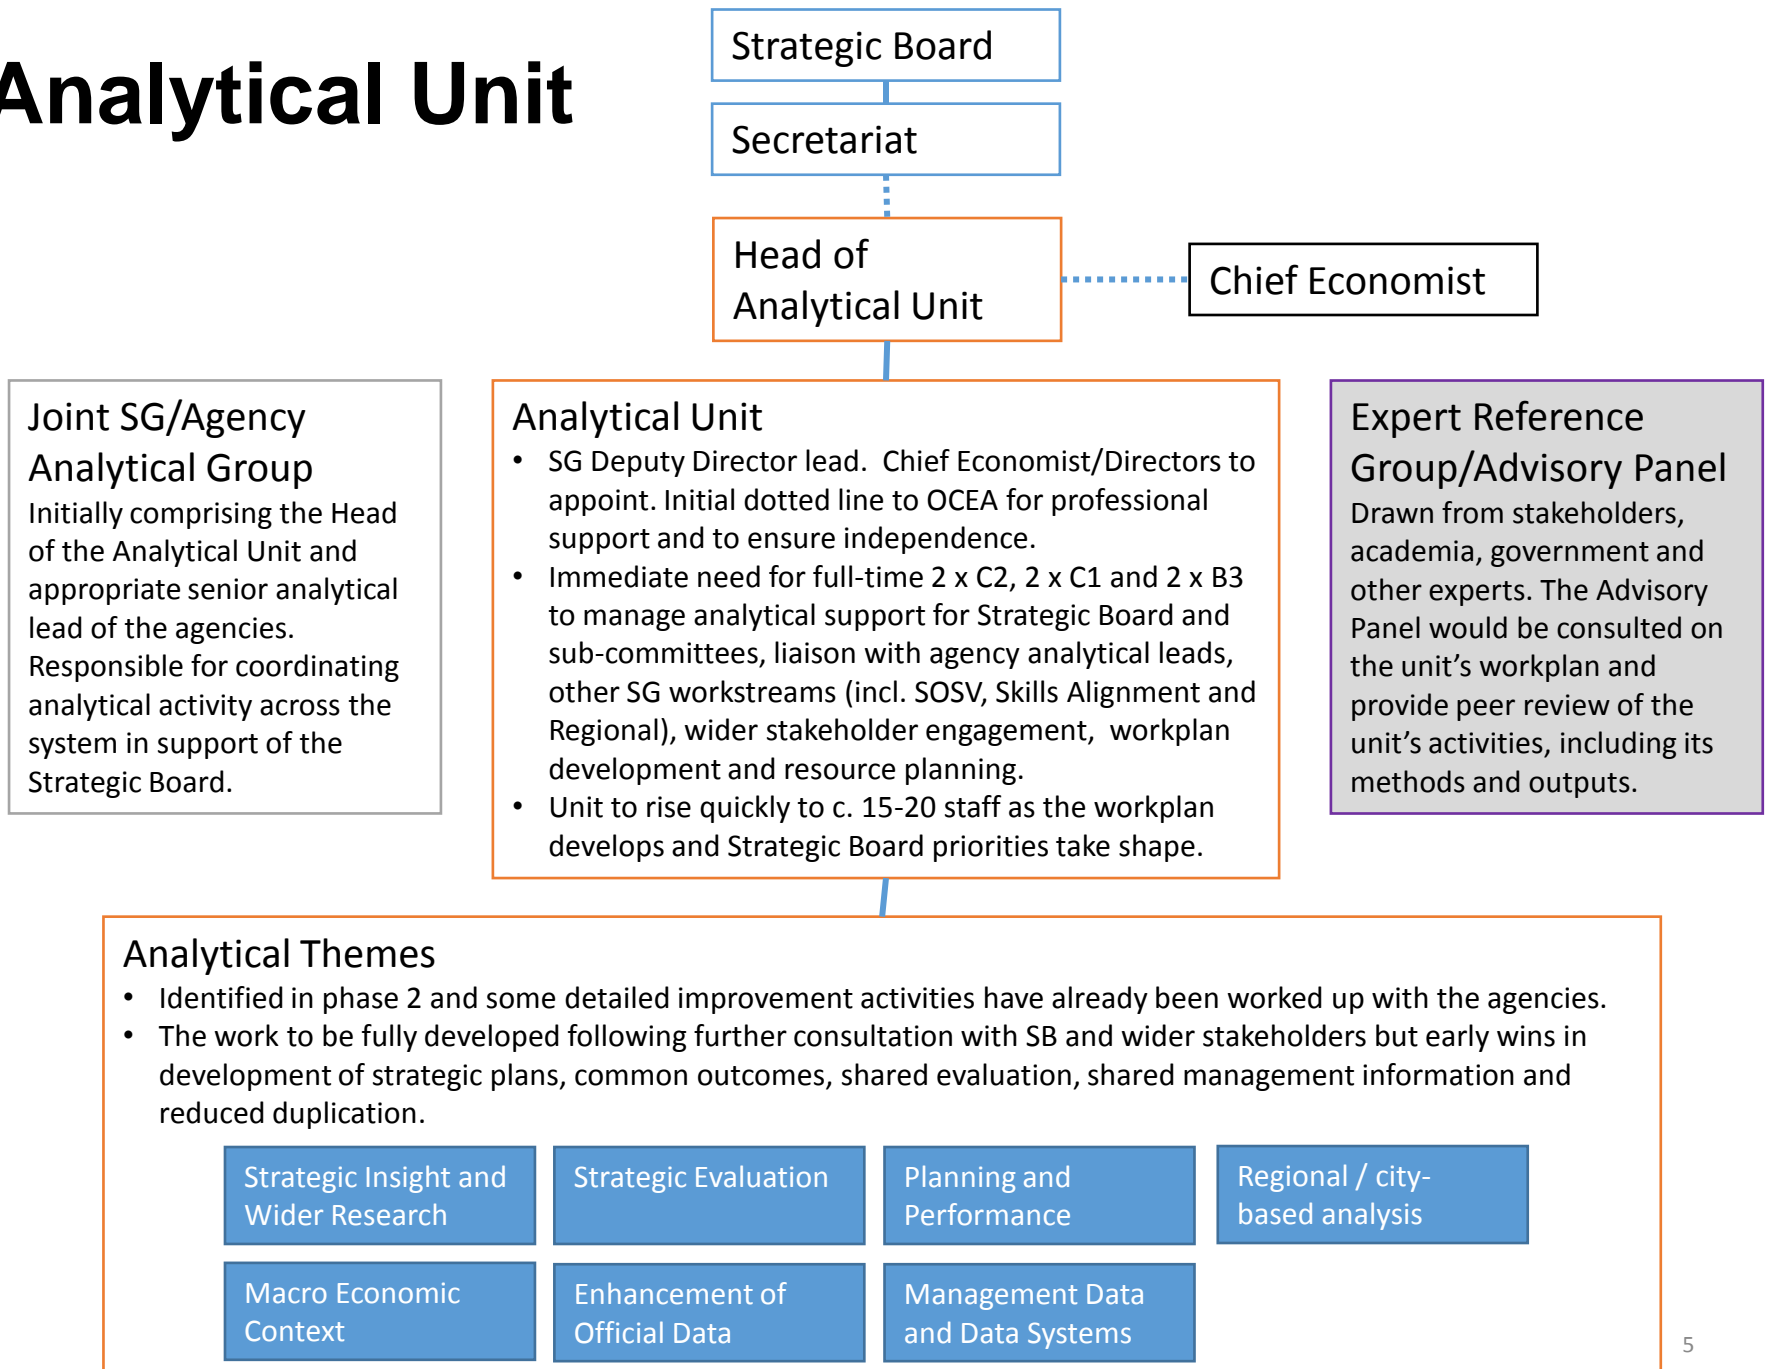 Analytical Unit
Strategic Board
Secretariat
Head of
Analytical Unit
Chief Economist
Joint SG/Agency
Analytical Group
Initially comprising the Head
of the Analytical Unit and
appropriate senior analytical
lead of the agencies.
Responsible for coordinating
analytical activity across the
system in support of the
Strategic Board.
Analytical Unit
• SG Deputy Director lead.  Chief Economist/Directors to
appoint. Initial dotted line to OCEA for professional
support and to ensure independence.
• Immediate need for full-time 2 x C2, 2 x C1 and 2 x B3
to manage analytical support for Strategic Board and
sub-committees, liaison with agency analytical leads,
other SG workstreams (incl. SOSV, Skills Alignment and
Regional), wider stakeholder engagement,  workplan
development and resource planning.
• Unit to rise quickly to c. 15-20 staff as the workplan
develops and Strategic Board priorities take shape.
Expert Reference
Group/Advisory Panel
Drawn from stakeholders,
academia, government and
other experts. The Advisory
Panel would be consulted on
the unit's workplan and
provide peer review of the
unit's activities, including its
methods and outputs.
Analytical Themes
• Identified in phase 2 and some detailed improvement activities have already been worked up with the agencies.
• The work to be fully developed following further consultation with SB and wider stakeholders but early wins in
development of strategic plans, common outcomes, shared evaluation, shared management information and
reduced duplication.
Strategic Insight and
Wider Research
Strategic Evaluation
Planning and
Performance
Regional / city-
based analysis
Macro Economic
Context
Enhancement of
Official Data
Management Data
and Data Systems
5